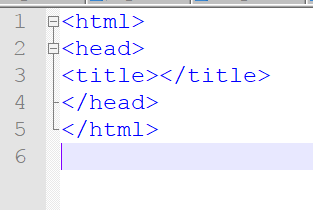 1 <html>
2 <head>
3 <title></title>
4 </head>
5 </html>
6